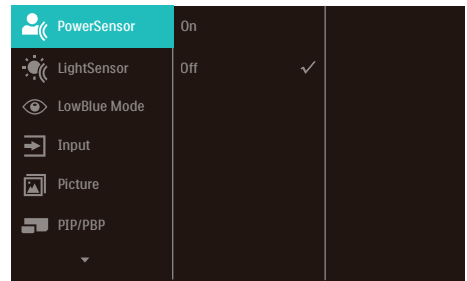 PowerSensor
On
LightSensor
Off
LowBlue Mode
Input
Picture
PIP/PBP